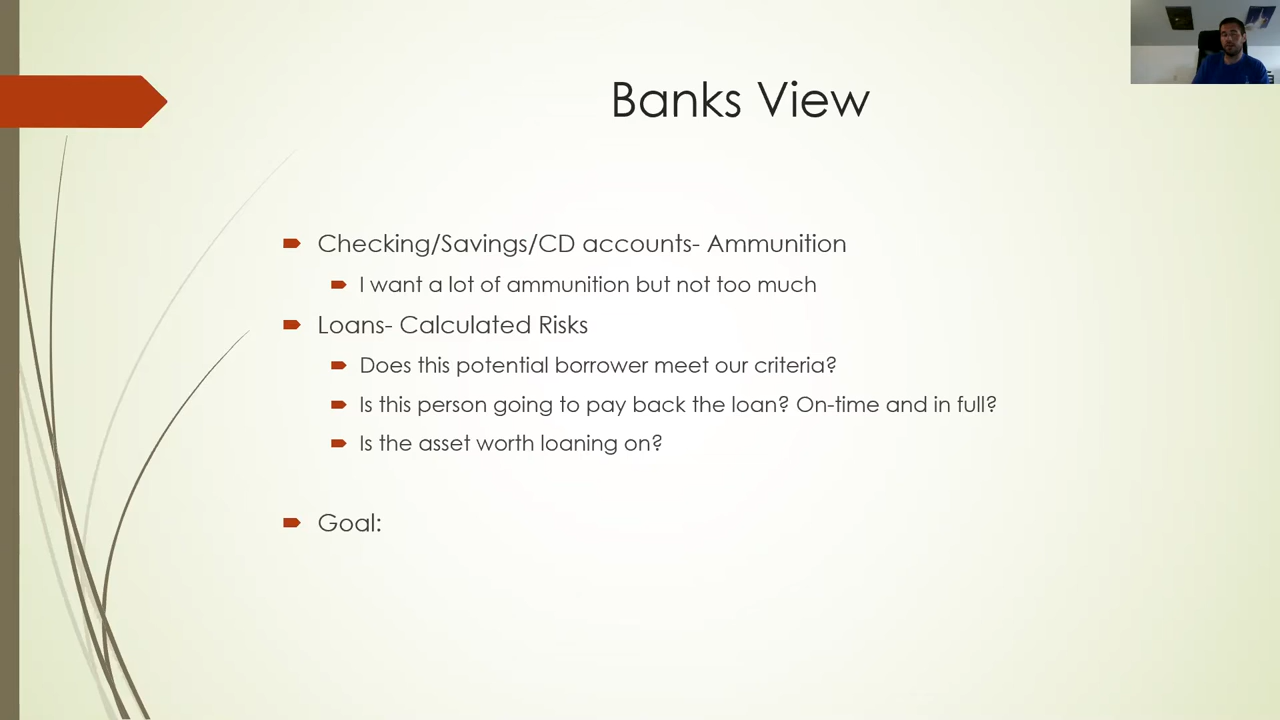 Banks View
Checking/Savings/CD accounts- Ammunition
I want a lot of ammunition but not too much
Loans- Calculated Risks
Does this potential borrower meet our criteria?
Is this person going to pay back the loan? On-time and in full?
Is the asset worth loaning on?
Goal: